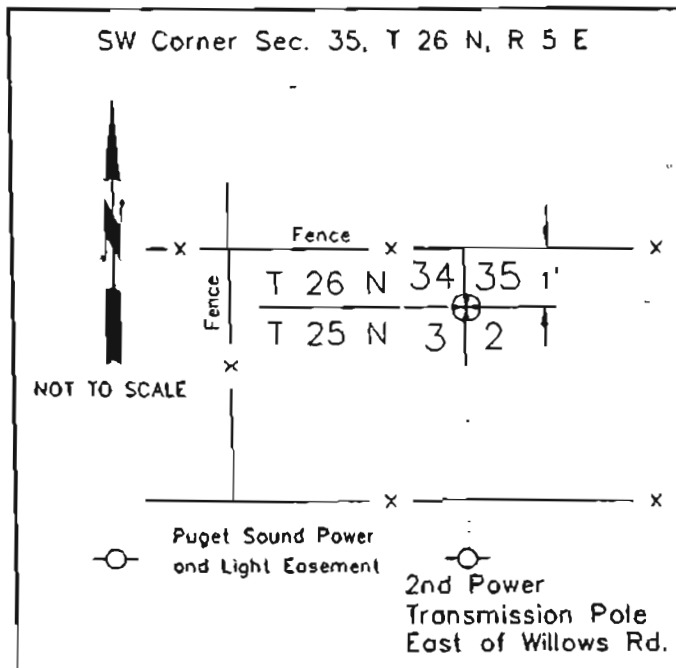 SW Corner Sec. 35, T 26 N, R 5 E
N
Fence
Fence
T 26 N 34 35 1'
T 25 N 3 2
NOT TO SCALE
Puget Sound Power
and Light Easement
2nd Power
Transmission Pole
East of Willows Rd.